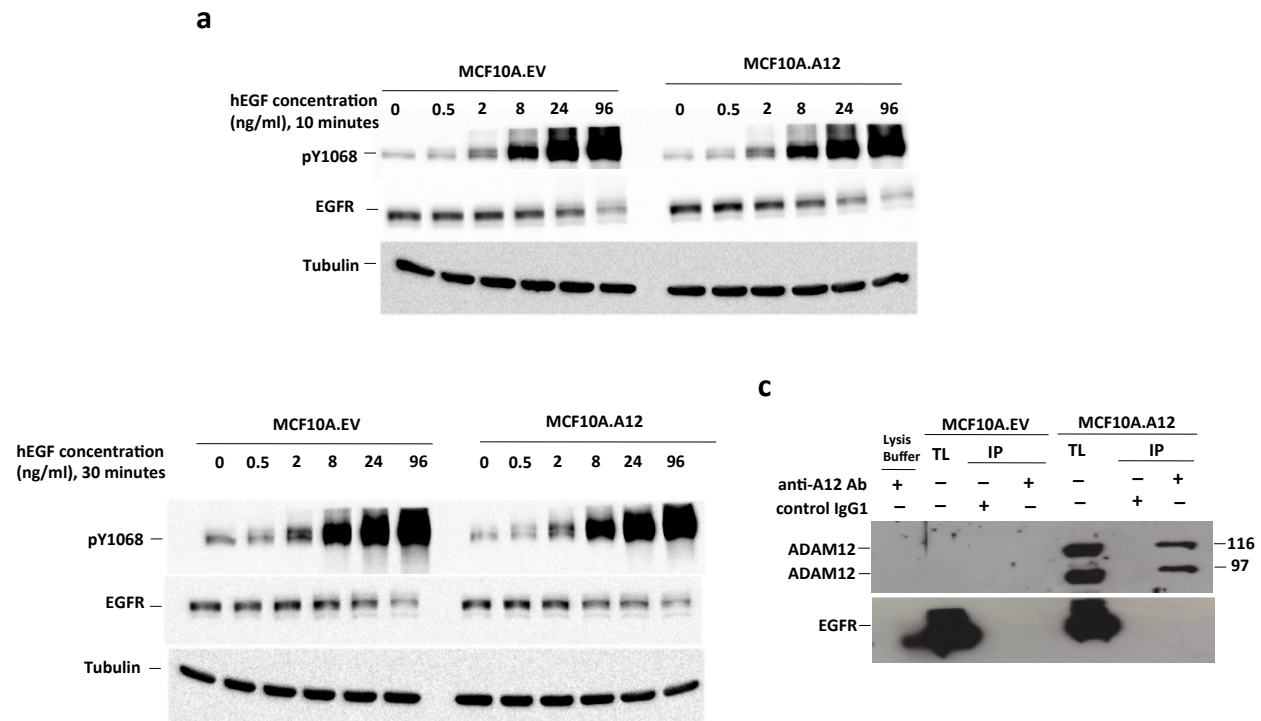 a
MCF10A.EV MCF10A.A12
hEGF concentration
(ng/ml), 10 minutes
0 0.5 2 8 24 96 0 0.5 2 8 24 96
pY1068
EGFR
Tubulin
c
MCF10A.EV MCF10A.A12
hEGF concentration
(ng/ml), 30 minutes
0 0.5 2 8 24 96 0 0.5 2 8 24 96
pY1068
EGFR
Tubulin
MCF10A.EV MCF10A.A12
Lysis
Buffer
TL IP TL IP
anti-A12 Ab + – – + – – +
control IgG1 – – + – – + –
ADAM12 116
ADAM12 97
EGFR